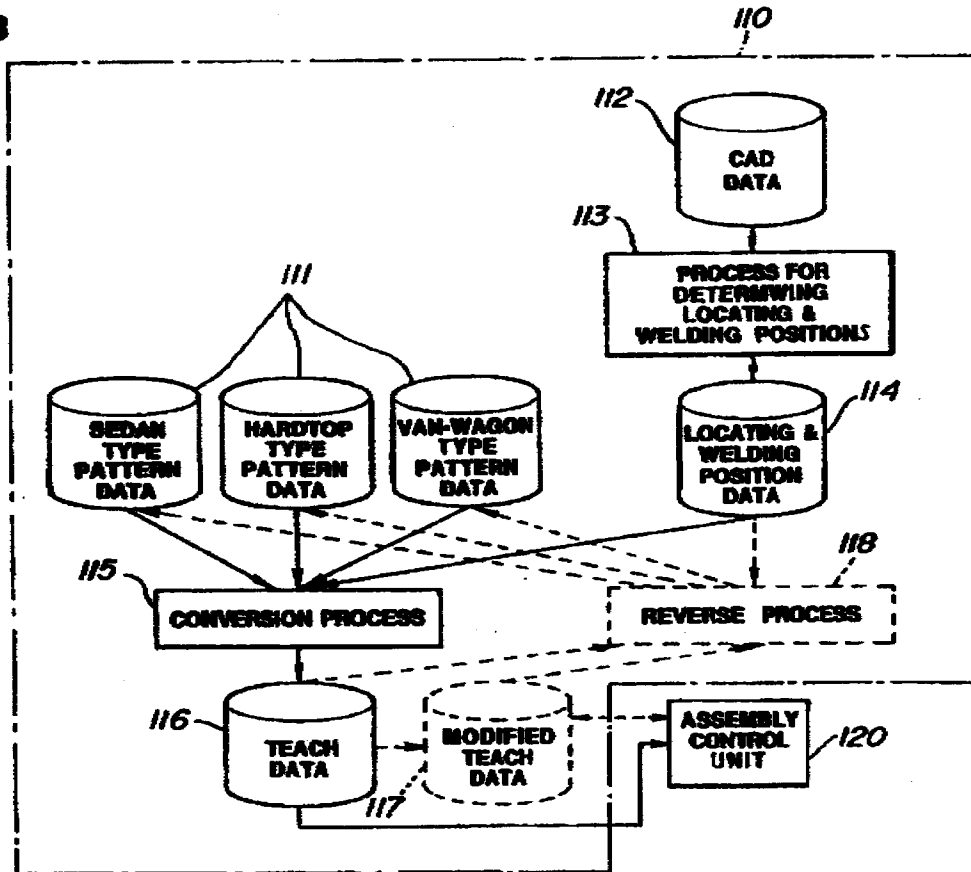 110
112
CAD
DATA
113
PROCESS FOR
DETERMWING
LOCATING &
WELDING POSITIONS
111
114
SEDAN
TYPE
PATTERN
DATA
HARDTOP
TYPE
PATTERN
DATA
VAN-WAGON
TYPE
PATTERN
DATA
LOCATING &
WELDING
POSITION
DATA
115
CONVERSION PROCESS
118
REVERSE PROCESS
116
TEACH
DATA
117
MODIFIED
TEACH
DATA
ASSEMBLY
CONTROL
UNIT
120